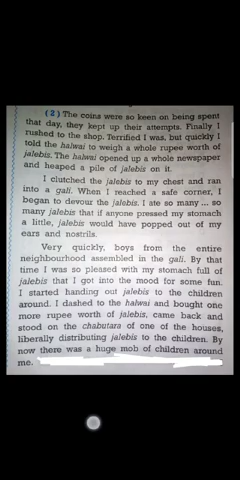 (2) The coins were so keen on being spent
that day, they kept up their attempts. Finally I
rushed to the shop. Terrified I was, but quickly I
told the halwai to weigh a whole rupee worth of
jalebis. The halwai opened up a whole newspaper
and heaped a pile of jalebis on it.
I clutched the jalebis to my chest and ran
into a gali. When I reached a safe corner, I
began to devour the jalebis. I ate so many ... so
many jalebis that if anyone pressed my stomach
a little, jalebis would have popped out of my
ears and nostrils.
Very quickly, boys from the entire
neighbourhood assembled in the gali. By that
time I was so pleased with my stomach full of
jalebis that I got into the mood for some fun.
I started handing out jalebis to the children
around. I dashed to the halwai and bought one
more rupee worth of jalebis, came back and
stood on the chabutara of one of the houses,
liberally distributing jalebis to the children. By
now there was a huge mob of children around
me.